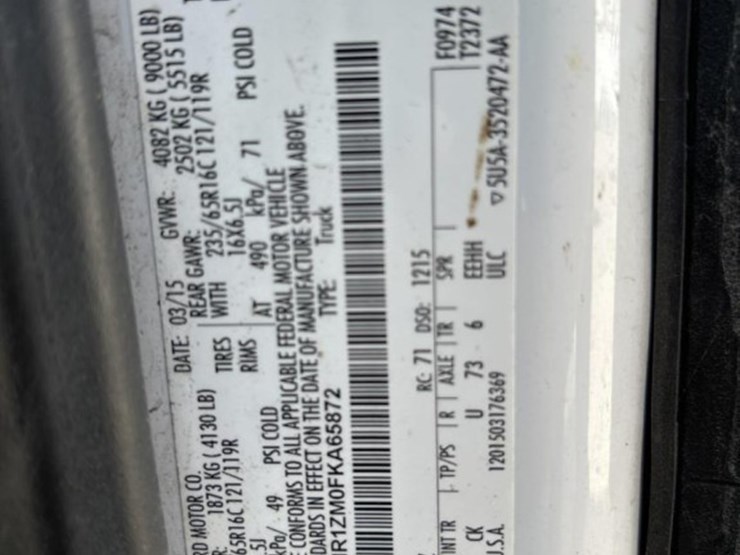 RD MOTOR CO. DATE: 03/15 GVWR: 4082 KG ( 9000 LB)
1873 KG ( 4130 LB) REAR GAWR: 2502 KG ( 5515 LB)
65R16C 121/119R TIRES WITH 235/65R16C 121/119R
RIMS 16X6.5J
kPa/ 49 PSI COLD AT 490 kPa/ 71 PSI COLD
E CONFORMS TO ALL APPLICABLE FEDERAL MOTOR VEHICLE
DARDS IN EFFECT ON THE DATE OF MANUFACTURE SHOWN ABOVE.
R1ZM0FKA65872 TYPE: Truck
RC: 71 DSO: 1215 F0974
INT TR | TP/PS | R | AXLE | TR | SPR T2372
CK U 73 6 EEHH
U.S.A. 1201503176369 ULC ▽ 5U5A-3520472-AA